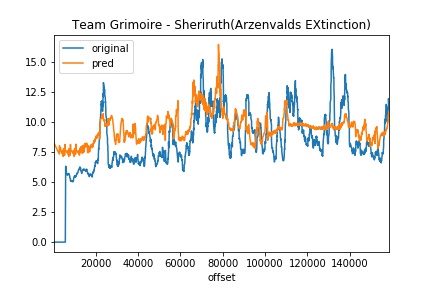 Team Grimoire - Sheriruth(Arzenvalds EXtinction)
original
pred
15.0
12.5
10.0
7.5
5.0
2.5
0.0
20000 40000 60000 80000 100000 120000 140000
offset